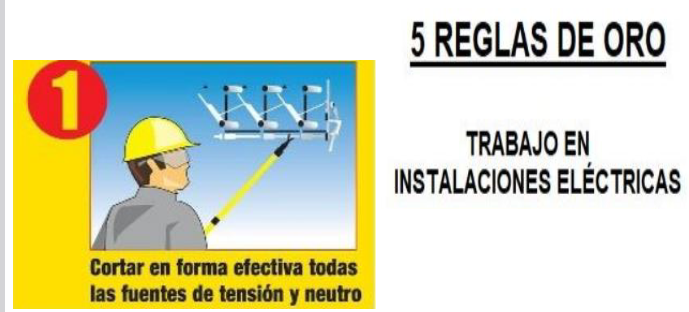 5 REGLAS DE ORO
1
TRABAJO EN
INSTALACIONES ELÉCTRICAS
Cortar en forma efectiva todas
las fuentes de tensión y neutro